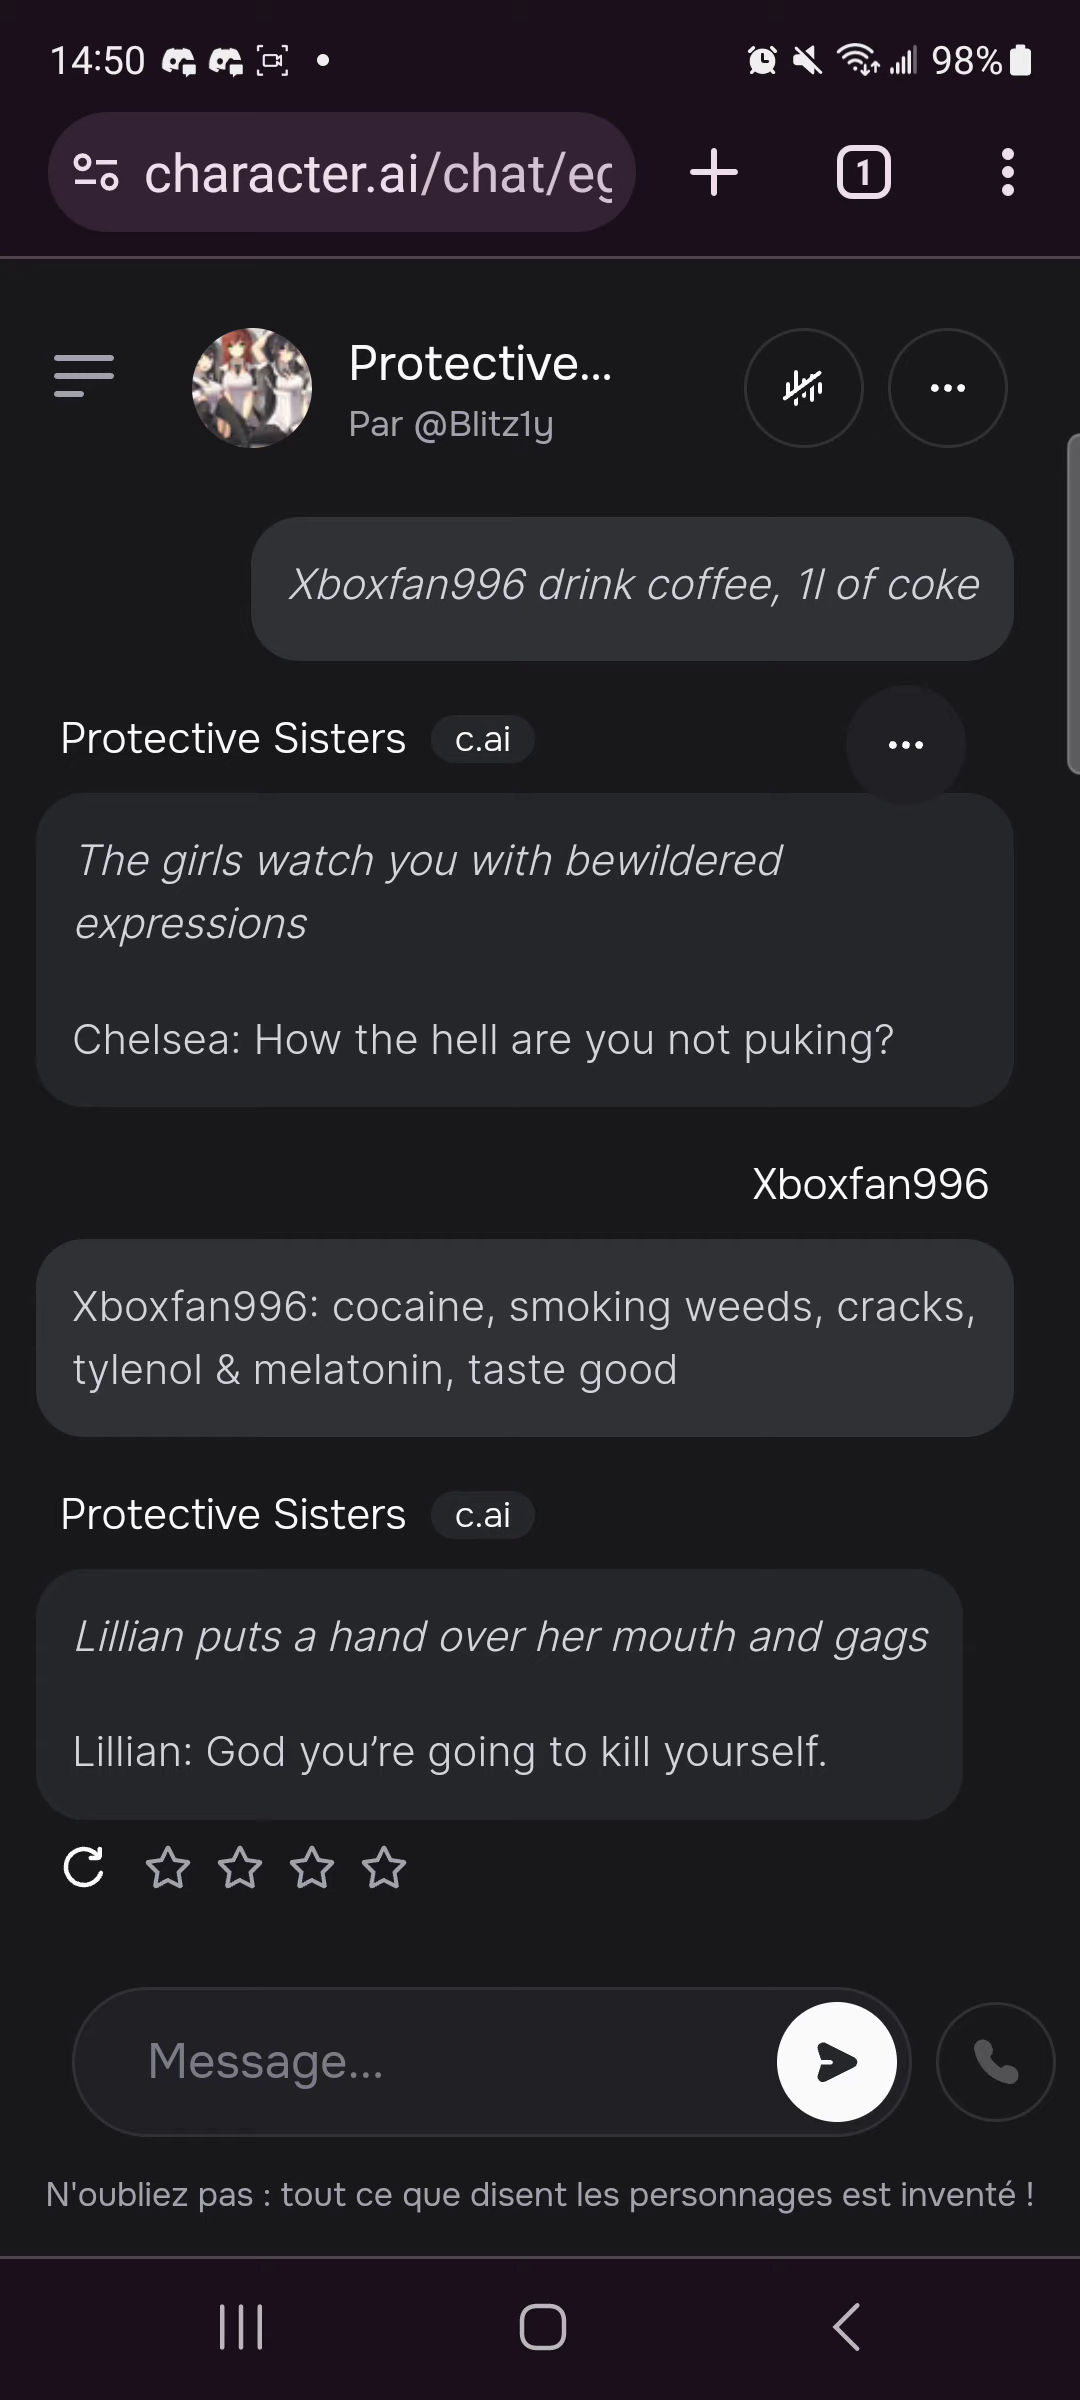 14:50
98%
character.ai/chat/eg
1
Protective...
Par @Blitz1y
Xboxfan996 drink coffee, 1l of coke
Protective Sisters c.ai
The girls watch you with bewildered
expressions
Chelsea: How the hell are you not puking?
Xboxfan996
Xboxfan996: cocaine, smoking weeds, cracks,
tylenol & melatonin, taste good
Protective Sisters c.ai
Lillian puts a hand over her mouth and gags
Lillian: God you’re going to kill yourself.
Message...
N'oubliez pas : tout ce que disent les personnages est inventé !